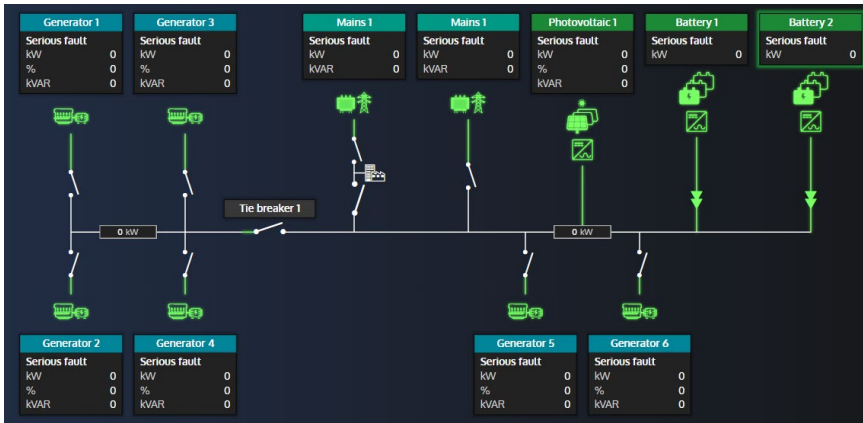 Generator 1
Serious fault
kW 0
% 0
kVAR 0
Generator 3
Serious fault
kW 0
% 0
kVAR 0
Mains 1
Serious fault
kW 0
kVAR 0
Mains 1
Serious fault
kW 0
kVAR 0
Photovoltaic 1
Serious fault
kW 0
% 0
kVAR 0
Battery 1
Serious fault
kW 0
Battery 2
Serious fault
kW 0
Tie breaker 1
0 kW
0 kW
Generator 2
Serious fault
kW 0
% 0
kVAR 0
Generator 4
Serious fault
kW 0
% 0
kVAR 0
Generator 5
Serious fault
kW 0
% 0
kVAR 0
Generator 6
Serious fault
kW 0
% 0
kVAR 0